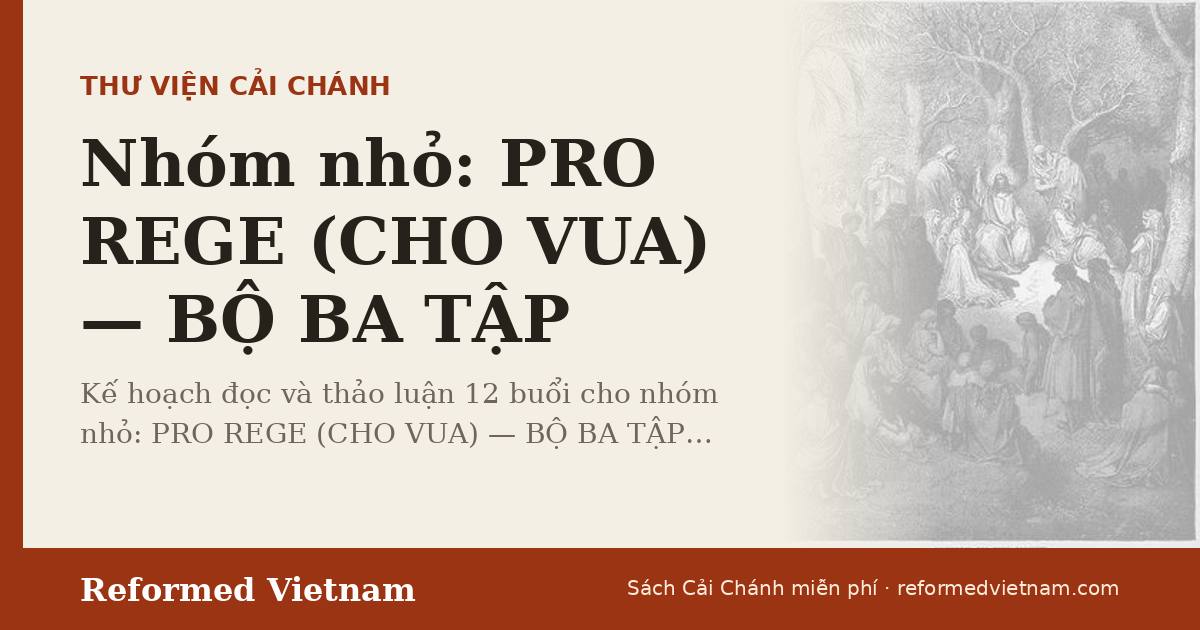 THƯ VIỆN CẢI CHÁNH
Nhóm nhỏ: PRO
REGE (CHO VUA)
— BỘ BA TẬP
Kế hoạch đọc và thảo luận 12 buổi cho nhóm
nhỏ: PRO REGE (CHO VUA) — BỘ BA TẬP…
Reformed Vietnam
Sách Cải Chánh miễn phí · reformedvietnam.com